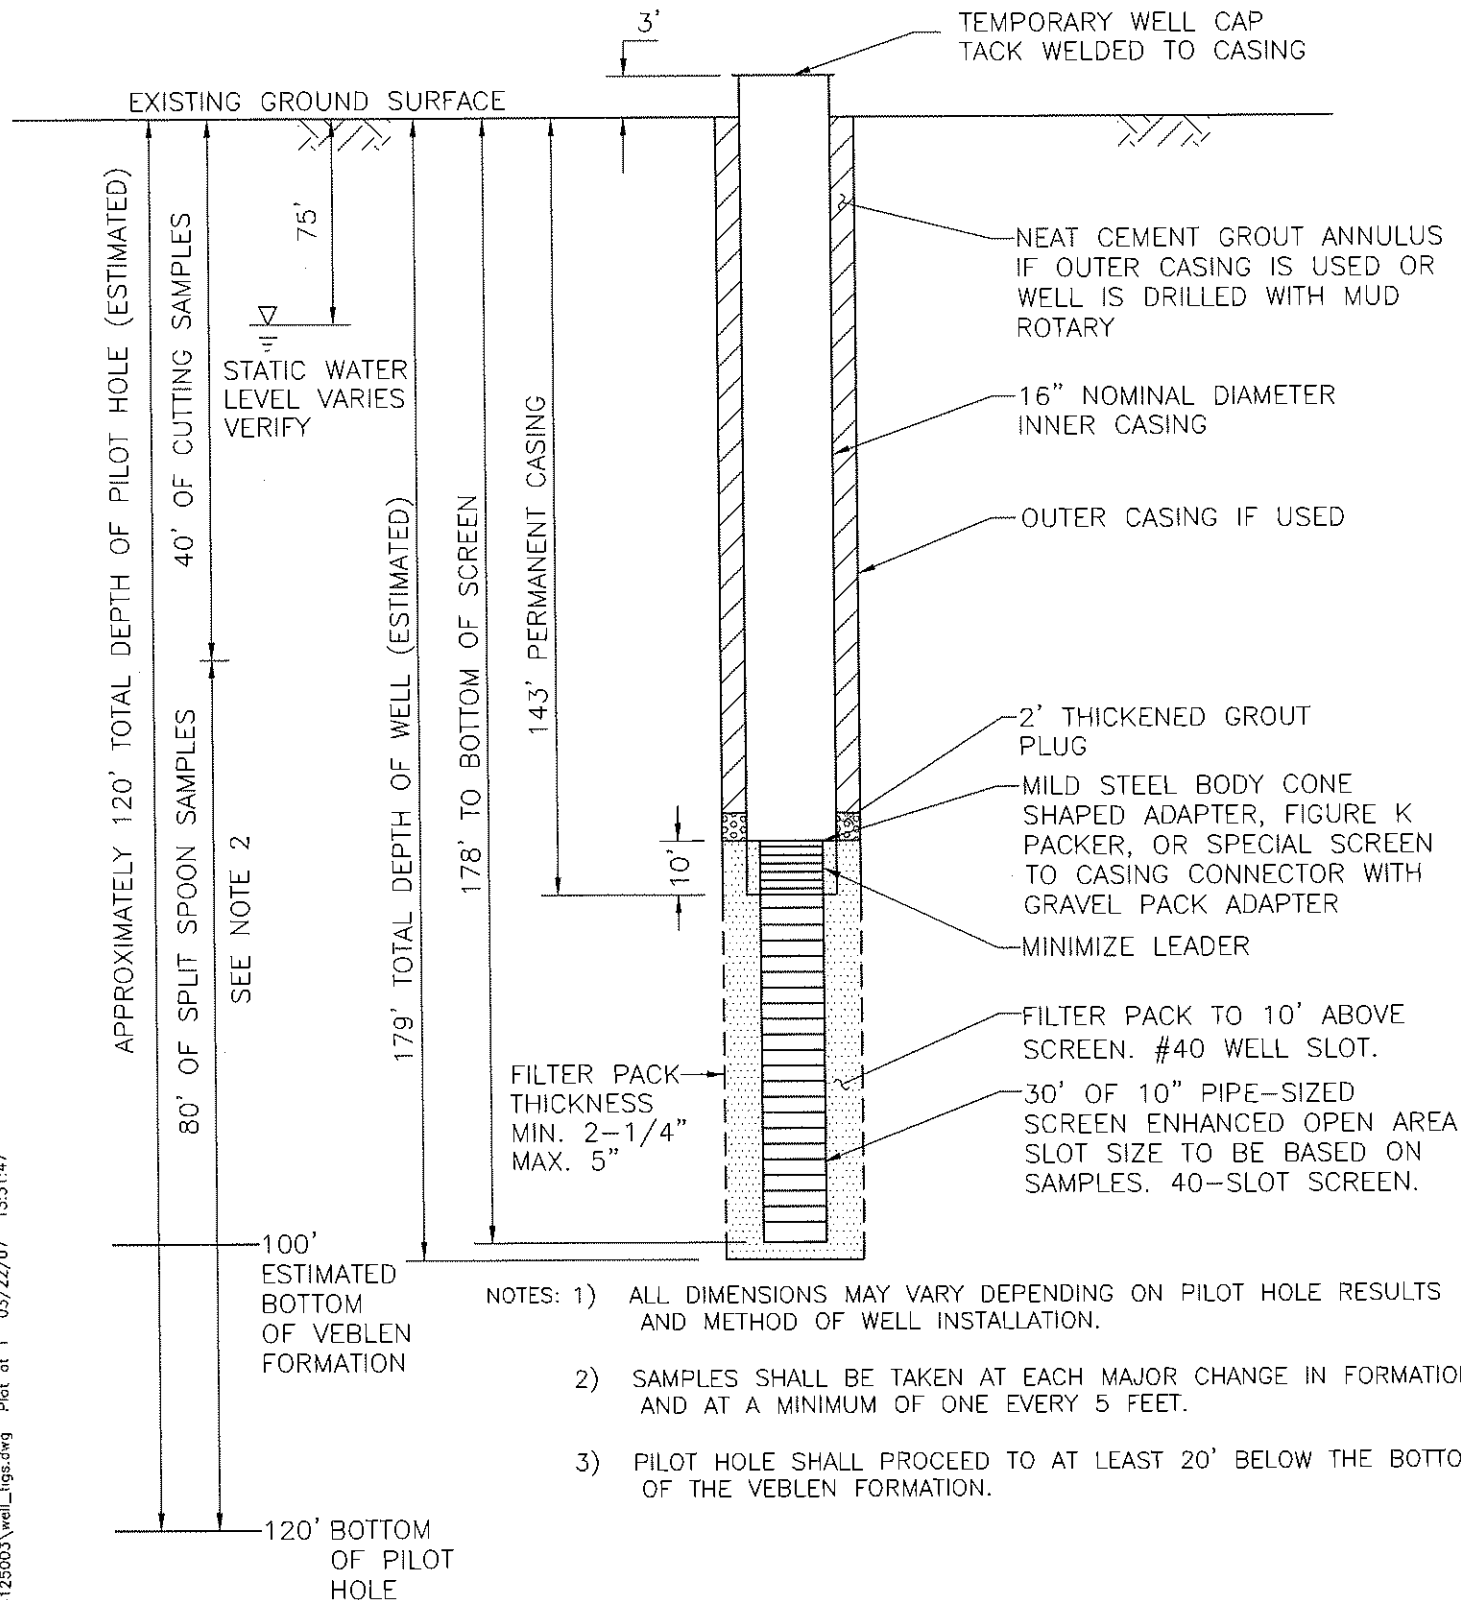 3'
TEMPORARY WELL CAP
TACK WELDED TO CASING
EXISTING GROUND SURFACE
APPROXIMATELY 120' TOTAL DEPTH OF PILOT HOLE (ESTIMATED)
40' OF CUTTING SAMPLES
80' OF SPLIT SPOON SAMPLES
SEE NOTE 2
75'
STATIC WATER
LEVEL VARIES
VERIFY
179' TOTAL DEPTH OF WELL (ESTIMATED)
178' TO BOTTOM OF SCREEN
143' PERMANENT CASING
10'
NEAT CEMENT GROUT ANNULUS
IF OUTER CASING IS USED OR
WELL IS DRILLED WITH MUD
ROTARY
16" NOMINAL DIAMETER
INNER CASING
OUTER CASING IF USED
2' THICKENED GROUT
PLUG
MILD STEEL BODY CONE
SHAPED ADAPTER, FIGURE K
PACKER, OR SPECIAL SCREEN
TO CASING CONNECTOR WITH
GRAVEL PACK ADAPTER
MINIMIZE LEADER
FILTER PACK TO 10' ABOVE
SCREEN. #40 WELL SLOT.
30' OF 10" PIPE-SIZED
SCREEN ENHANCED OPEN AREA
SLOT SIZE TO BE BASED ON
SAMPLES. 40-SLOT SCREEN.
FILTER PACK
THICKNESS
MIN. 2-1/4"
MAX. 5"
100'
ESTIMATED
BOTTOM
OF VEBLEN
FORMATION
120' BOTTOM
OF PILOT
HOLE
NOTES: 1) ALL DIMENSIONS MAY VARY DEPENDING ON PILOT HOLE RESULTS
AND METHOD OF WELL INSTALLATION.
2) SAMPLES SHALL BE TAKEN AT EACH MAJOR CHANGE IN FORMATIO
AND AT A MINIMUM OF ONE EVERY 5 FEET.
3) PILOT HOLE SHALL PROCEED TO AT LEAST 20' BELOW THE BOTTO
OF THE VEBLEN FORMATION.
125003\well_figs.dwg Plot at 1